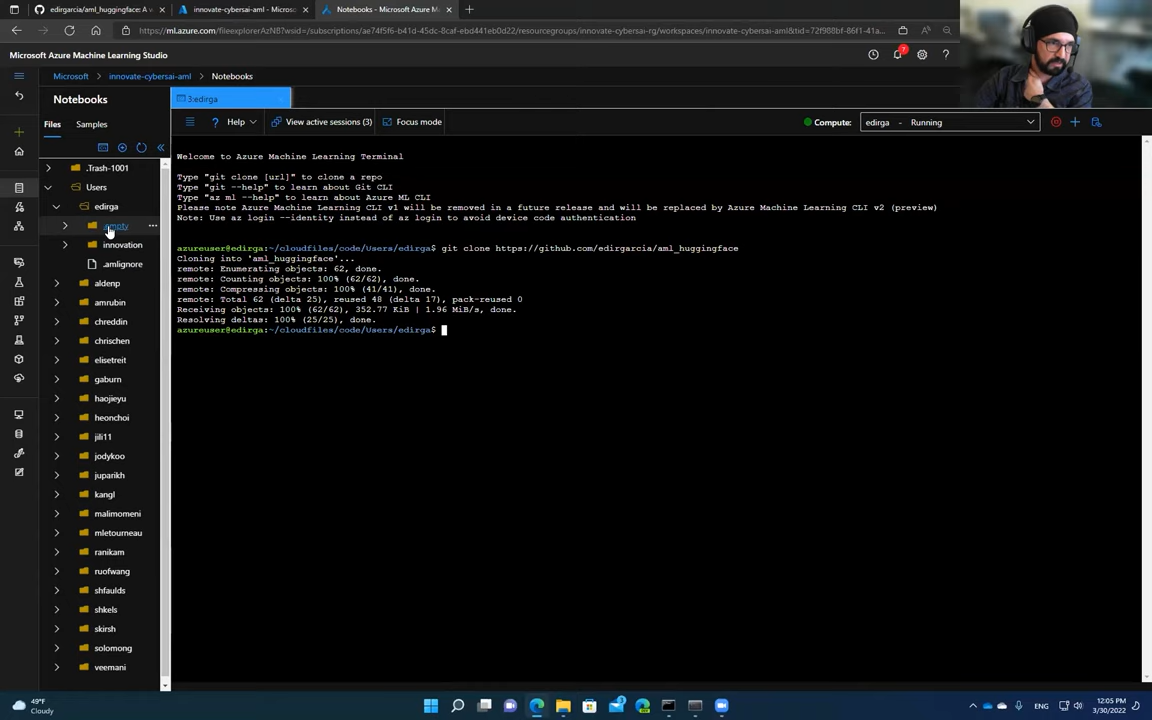 edirgarcia/aml_huggingface: A v
innovate-cybersai-aml - Microso
Notebooks - Microsoft Azure Ma
https://ml.azure.com/fileexplorerAzNB?wsid=/subscriptions/ae74f5f6-b41d-45dc-8caf-ebd441eb0d22/resourcegroups/innovate-cybersai-rg/workspaces/innovate-cybersai-aml&tid=72f988bf-86f1-41a...
Microsoft Azure Machine Learning Studio
7
Microsoft > innovate-cybersai-aml > Notebooks
Notebooks
3:edirga
Files
Samples
Help
View active sessions (3)
Focus mode
Compute:
edirga - Running
.Trash-1001
Users
edirga
.empty
innovation
.amlignore
aldenp
amrubin
chreddin
chrischen
elisetreit
gaburn
haojieyu
heonchoi
jili11
jodykoo
juparikh
kangl
malimomeni
mletourneau
ranikam
ruofwang
shfaulds
shkels
skirsh
solomong
veemani
Welcome to Azure Machine Learning Terminal
Type "git clone [url]" to clone a repo
Type "git --help" to learn about Git CLI
Type "az ml --help" to learn about Azure ML CLI
Please note Azure Machine Learning CLI v1 will be removed in a future release and will be replaced by Azure Machine Learning CLI v2 (preview)
Note: Use az login --identity instead of az login to avoid device code authentication
azureuser@edirga:~/cloudfiles/code/Users/edirga$ git clone https://github.com/edirgarcia/aml_huggingface
Cloning into 'aml_huggingface'...
remote: Enumerating objects: 62, done.
remote: Counting objects: 100% (62/62), done.
remote: Compressing objects: 100% (41/41), done.
remote: Total 62 (delta 25), reused 48 (delta 17), pack-reused 0
Receiving objects: 100% (62/62), 352.77 KiB | 1.96 MiB/s, done.
Resolving deltas: 100% (25/25), done.
azureuser@edirga:~/cloudfiles/code/Users/edirga$
49°F
Cloudy
ENG
12:05 PM
3/30/2022